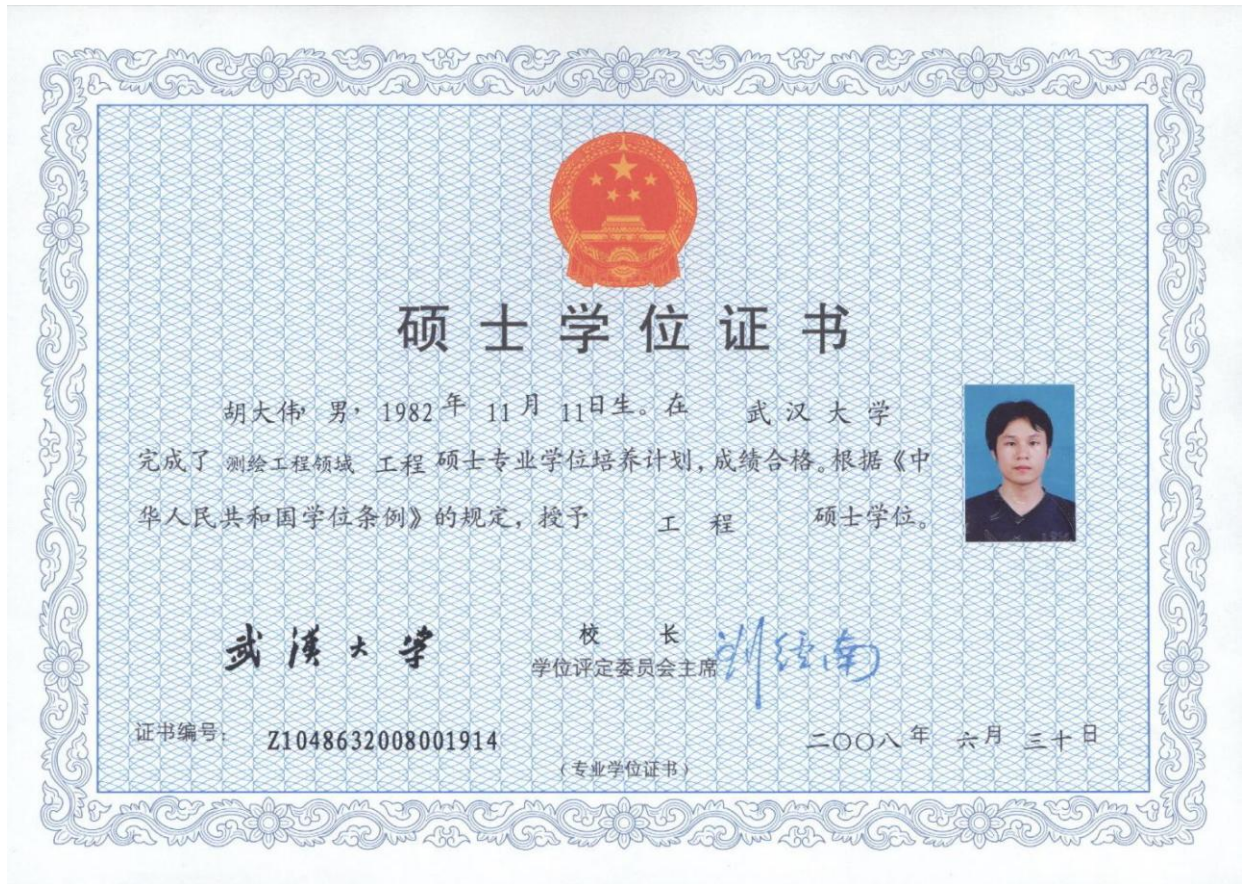 硕士学位证书
胡大伟，男，1982年 11月 11日生。在 武汉大学
完成了 测绘工程领域 工程 硕士专业学位培养计划，成绩合格。根据《中
华人民共和国学位条例》的规定，授予 工 程 硕士学位。
武漢大学
校 长
学位评定委员会主席 刘经南
证书编号： Z1048632008001914
二〇〇八年 六月 三十日
（专业学位证书）